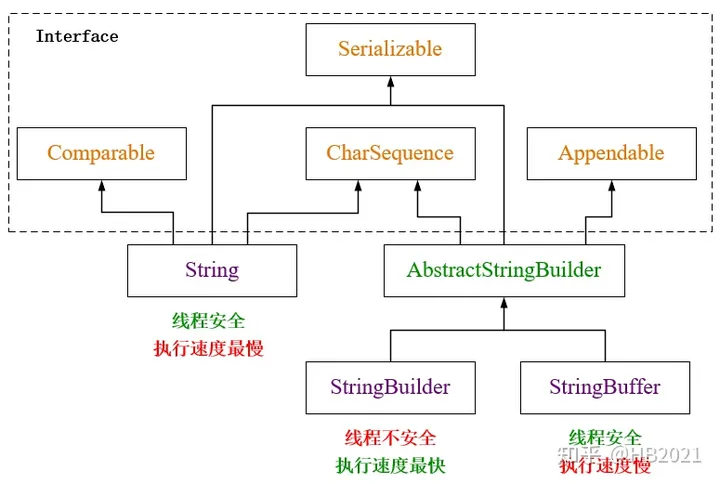 Interface
Serializable
Comparable
CharSequence
Appendable
String
AbstractStringBuilder
线程安全
执行速度最慢
StringBuilder
StringBuffer
线程不安全
线程安全
执行速度最快
执行速度慢
知乎 @HB2021